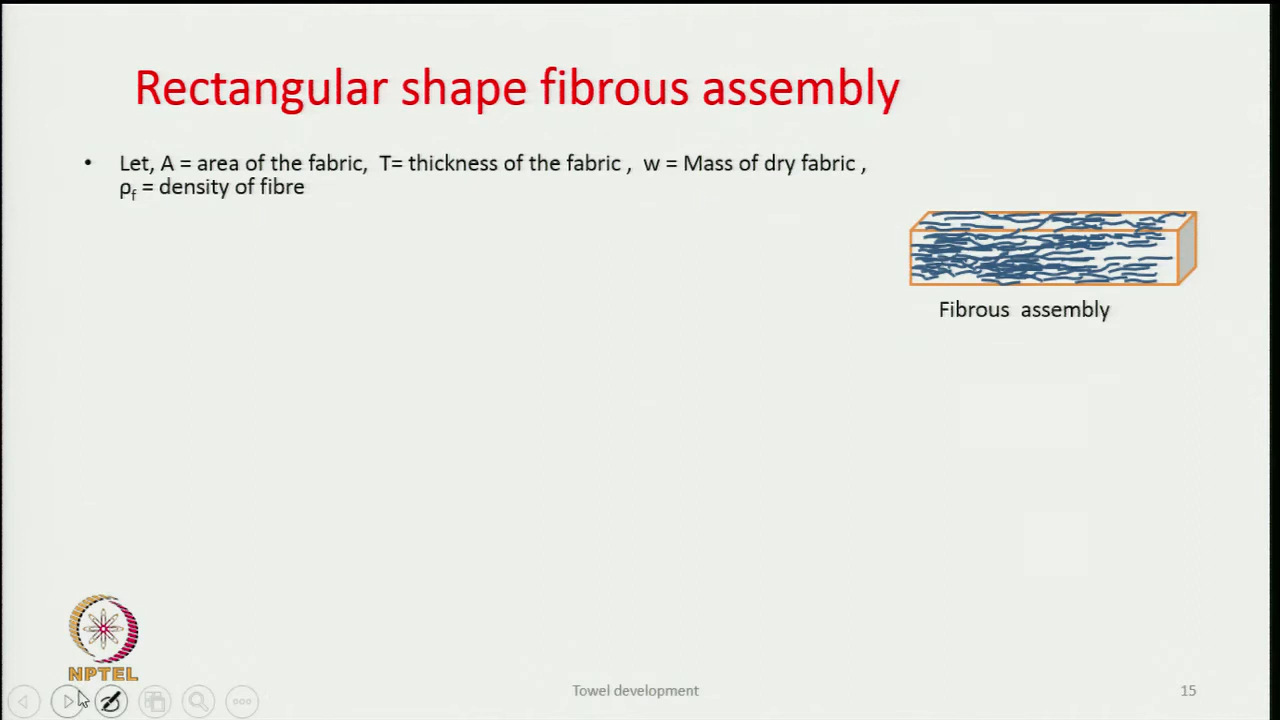 Rectangular shape fibrous assembly
• Let, A = area of the fabric, T= thickness of the fabric , w = Mass of dry fabric ,
ρf = density of fibre
Fibrous assembly
NPTEL
Towel development
15